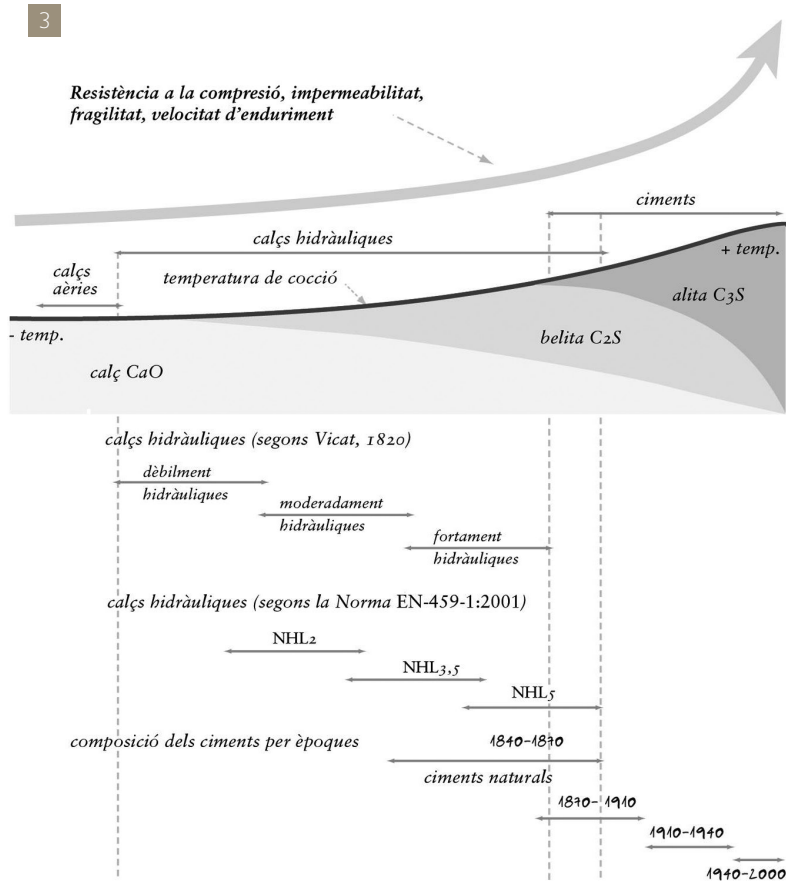 3
Resistència a la compresió, impermeabilitat,
fragilitat, velocitat d'enduriment
ciments
calçs hidràuliques
+ temp.
calçs
aèries
temperatura de cocció
alita C3S
- temp.
belita C2S
calç CaO
calçs hidràuliques (segons Vicat, 1820)
dèbilment
hidràuliques
moderadament
hidràuliques
fortament
hidràuliques
calçs hidràuliques (segons la Norma EN-459-1:2001)
NHL2
NHL3,5
NHL5
composició dels ciments per èpoques
1840-1870
ciments naturals
1870-1910
1910-1940
1940-2000